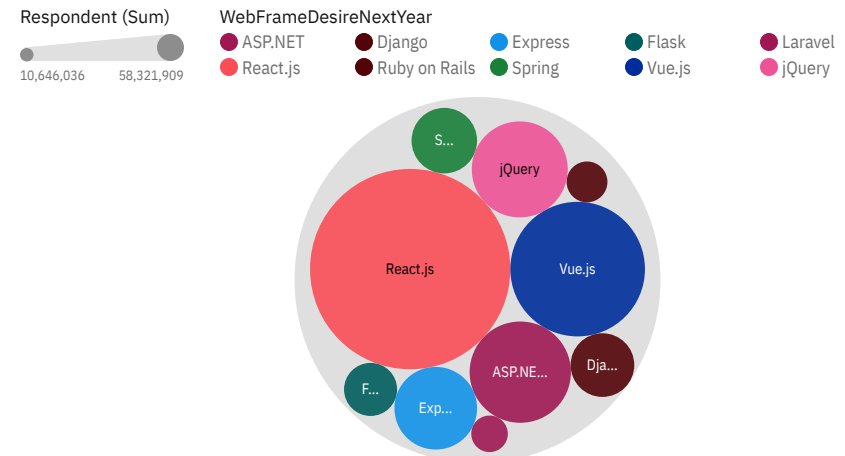 Respondent (Sum)
10,646,036 58,321,909
WebFrameDesireNextYear
ASP.NET Django Express Flask Laravel
React.js Ruby on Rails Spring Vue.js jQuery
S...
jQuery
React.js
Vue.js
ASP.NE...
Dja...
F...
Exp...